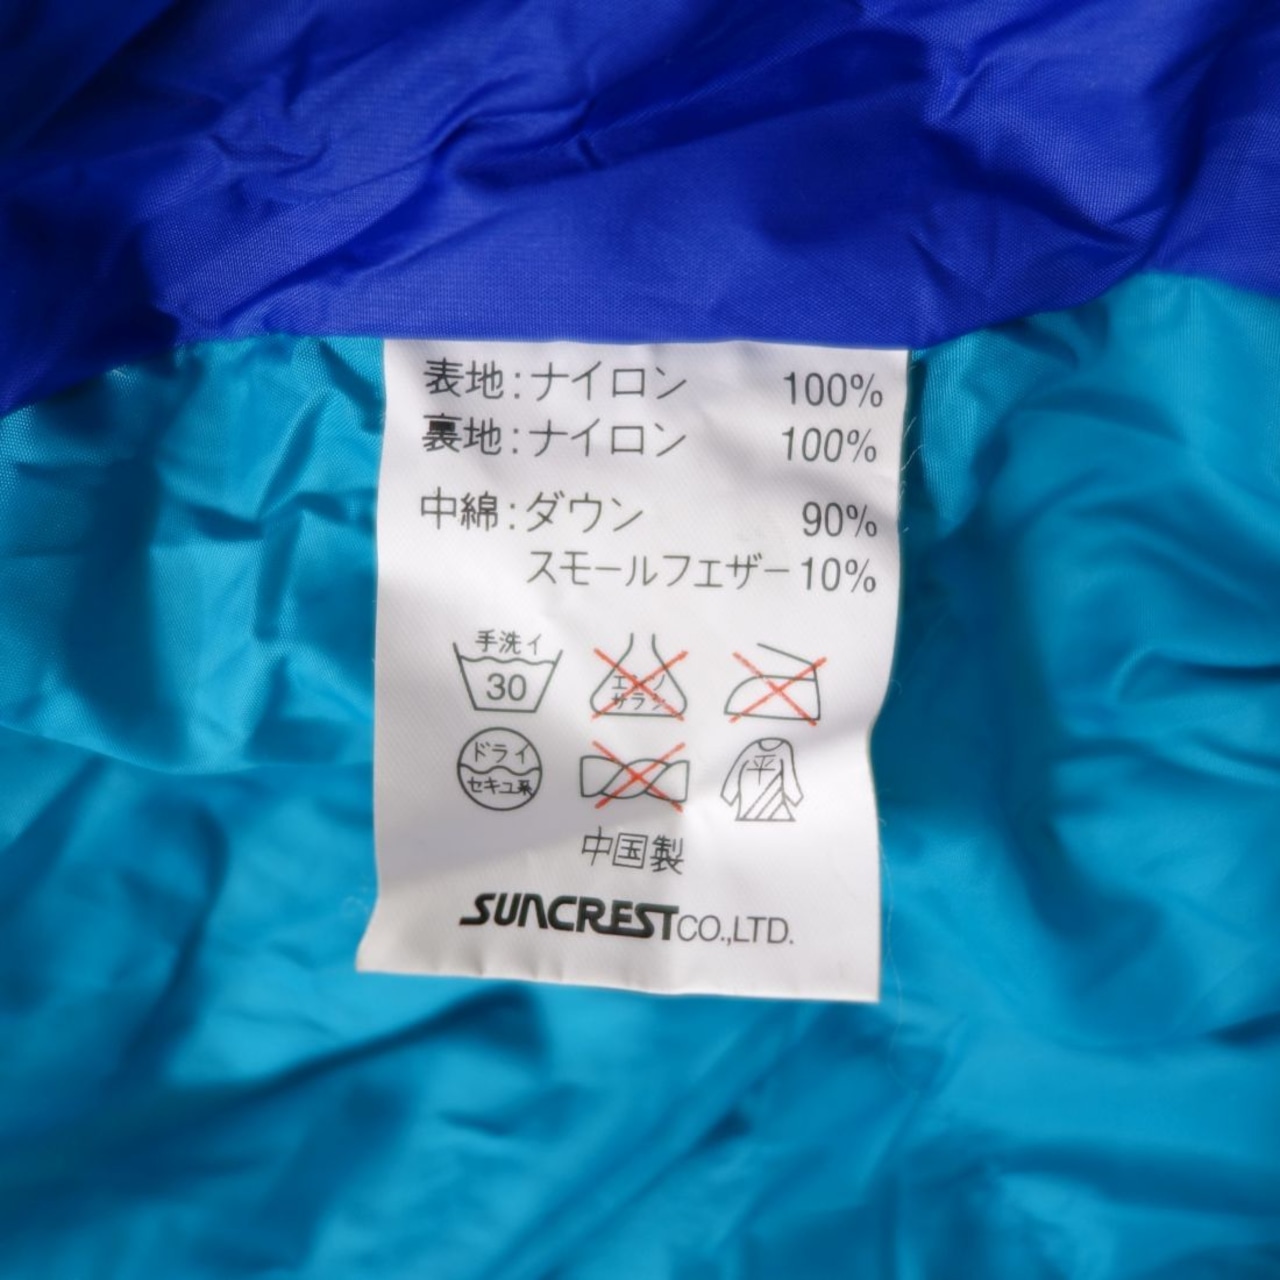 表地:ナイロン 100%
裏地:ナイロン 100%
中綿:ダウン 90%
スモールフェザー 10%
手洗イ
30
エンソ
サラシ
ドライ
セキユ系
平
中国製
SUNCREST CO.,LTD.